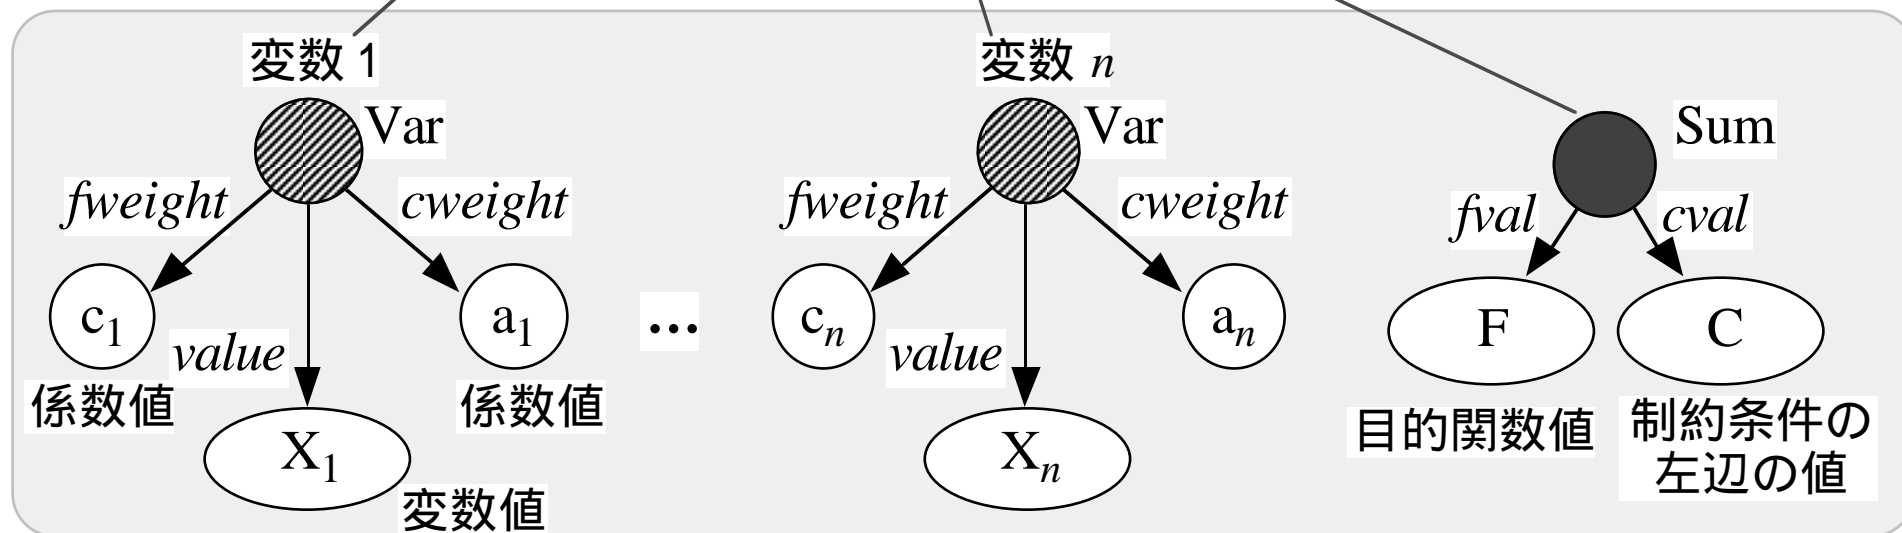 変数 1
Var
fweight
cweight
c1
value
a1
係数値
係数値
X1
変数値
...
変数 n
Var
fweight
cweight
cn
value
an
Xn
Sum
fval
cval
F
C
目的関数値
制約条件の
左辺の値